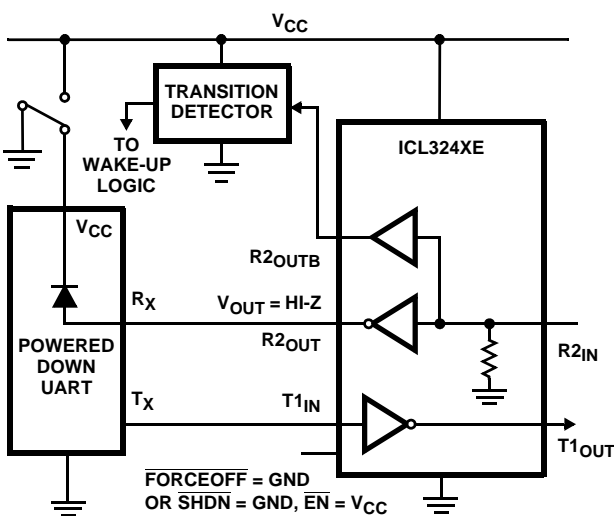 VCC
TRANSITION
DETECTOR
TO
WAKE-UP
LOGIC
ICL324XE
VCC
R2OUTB
RX
VOUT = HI-Z
R2OUT
R2IN
POWERED
DOWN
UART
TX
T1IN
T1OUT
FORCEOFF = GND
OR SHDN = GND, EN = VCC